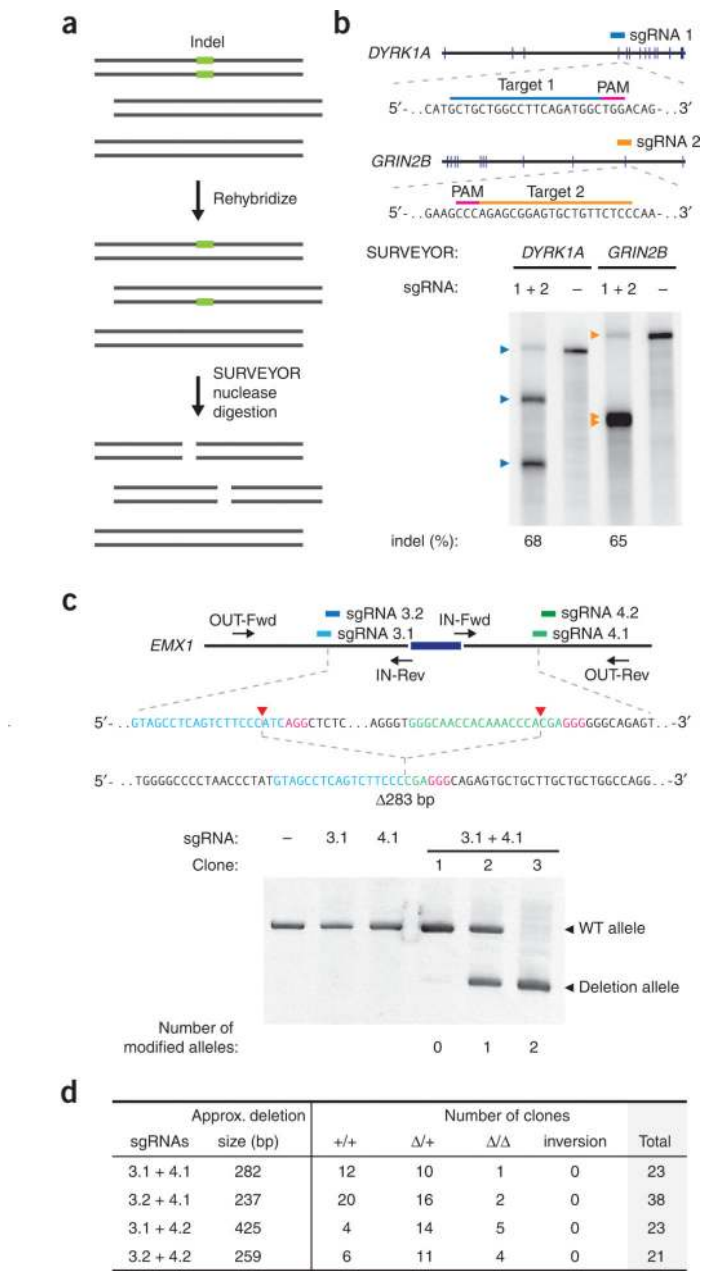 a
Indel
Rehybridize
SURVEYOR
nuclease
digestion
b
sgRNA 1
DYRK1A
Target 1 PAM
5′-..CATGCTGCTGGCCTTCAGATGGCTGGACAG-..3′
sgRNA 2
GRIN2B
PAM Target 2
5′-..GAAGCCCAGAGCGGAGTGCTGTTCTCCCAA-..3′
SURVEYOR: DYRK1A GRIN2B
sgRNA: 1 + 2 – 1 + 2 –
indel (%): 68 65
c
OUT-Fwd sgRNA 3.2 IN-Fwd sgRNA 4.2
EMX1 sgRNA 3.1 sgRNA 4.1
IN-Rev OUT-Rev
5′-..GTAGCCTCAGTCTTCCCATCAGGCTCTC...AGGGTGGGCAACCACAAACCCACGAGGGGGGCAGAGT..-3′
5′-..TGGGGCCCCTAACCCTATGTAGCCTCAGTCTTCCCCGAGGGCAGAGTGCTGCTTGCTGCTGGCCAGG..-3′
Δ283 bp
sgRNA: – 3.1 4.1 3.1 + 4.1
Clone: 1 2 3
WT allele
Deletion allele
Number of
modified alleles: 0 1 2
d
Approx. deletion Number of clones
sgRNAs size (bp) +/+ Δ/+ Δ/Δ inversion Total
3.1 + 4.1 282 12 10 1 0 23
3.2 + 4.1 237 20 16 2 0 38
3.1 + 4.2 425 4 14 5 0 23
3.2 + 4.2 259 6 11 4 0 21